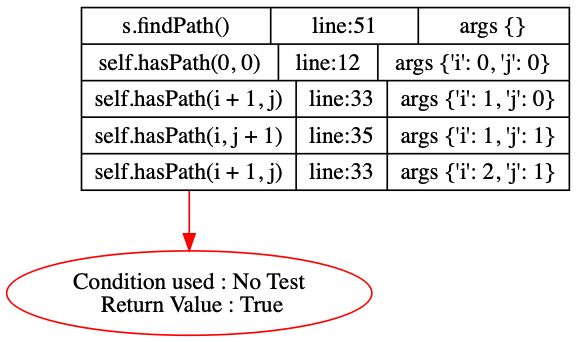 s.findPath() line:51 args {}
self.hasPath(0, 0) line:12 args {'i': 0, 'j': 0}
self.hasPath(i + 1, j) line:33 args {'i': 1, 'j': 0}
self.hasPath(i, j + 1) line:35 args {'i': 1, 'j': 1}
self.hasPath(i + 1, j) line:33 args {'i': 2, 'j': 1}
Condition used : No Test
Return Value : True